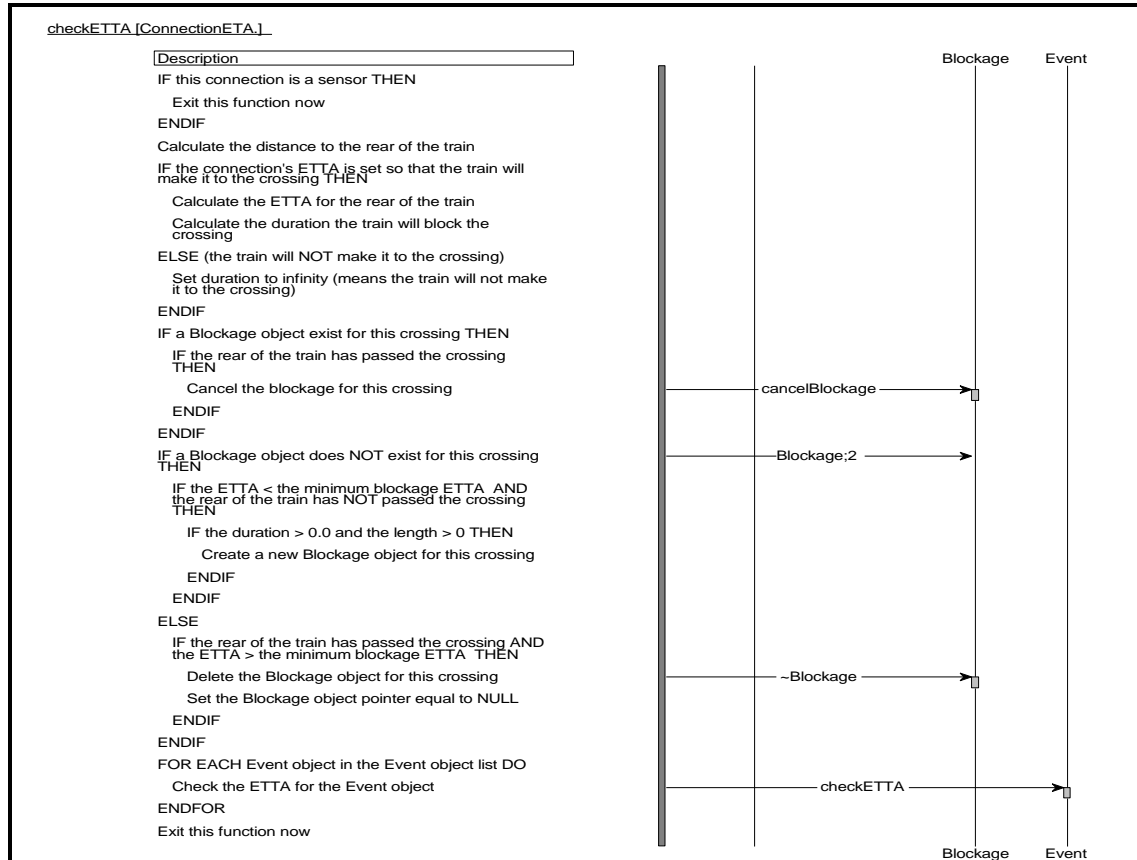 checkETTA [ConnectionETA.]
Description
Blockage Event
IF this connection is a sensor THEN
Exit this function now
ENDIF
Calculate the distance to the rear of the train
IF the connection's ETTA is set so that the train will
make it to the crossing THEN
Calculate the ETTA for the rear of the train
Calculate the duration the train will block the
crossing
ELSE (the train will NOT make it to the crossing)
Set duration to infinity (means the train will not make
it to the crossing)
ENDIF
IF a Blockage object exist for this crossing THEN
IF the rear of the train has passed the crossing
THEN
Cancel the blockage for this crossing
cancelBlockage
ENDIF
ENDIF
IF a Blockage object does NOT exist for this crossing
THEN
Blockage;2
IF the ETTA < the minimum blockage ETTA AND
the rear of the train has NOT passed the crossing
THEN
IF the duration > 0.0 and the length > 0 THEN
Create a new Blockage object for this crossing
ENDIF
ENDIF
ELSE
IF the rear of the train has passed the crossing AND
the ETTA > the minimum blockage ETTA THEN
Delete the Blockage object for this crossing
~Blockage
Set the Blockage object pointer equal to NULL
ENDIF
ENDIF
FOR EACH Event object in the Event object list DO
Check the ETTA for the Event object
checkETTA
ENDFOR
Exit this function now
Blockage Event